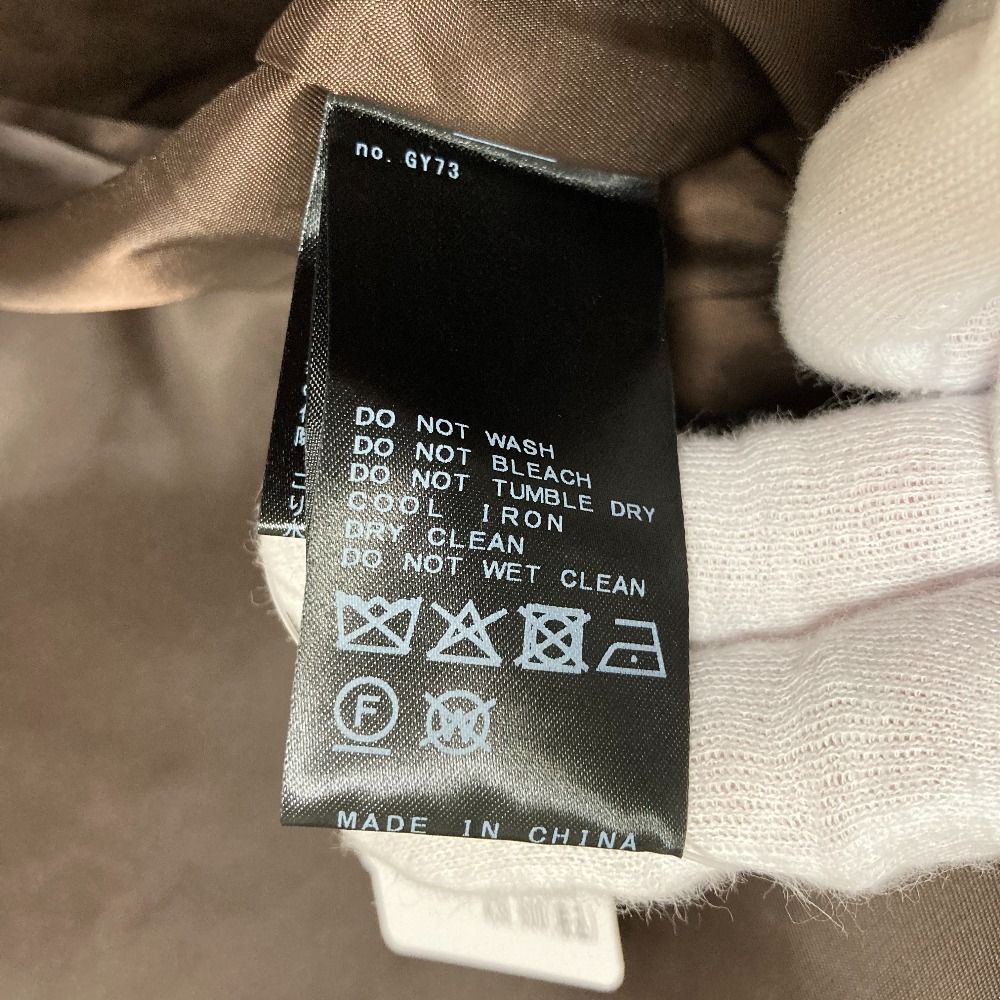 no. GY73
DO NOT WASH
DO NOT BLEACH
DO NOT TUMBLE DRY
COOL IRON
DRY CLEAN
DO NOT WET CLEAN
F
W
MADE IN CHINA